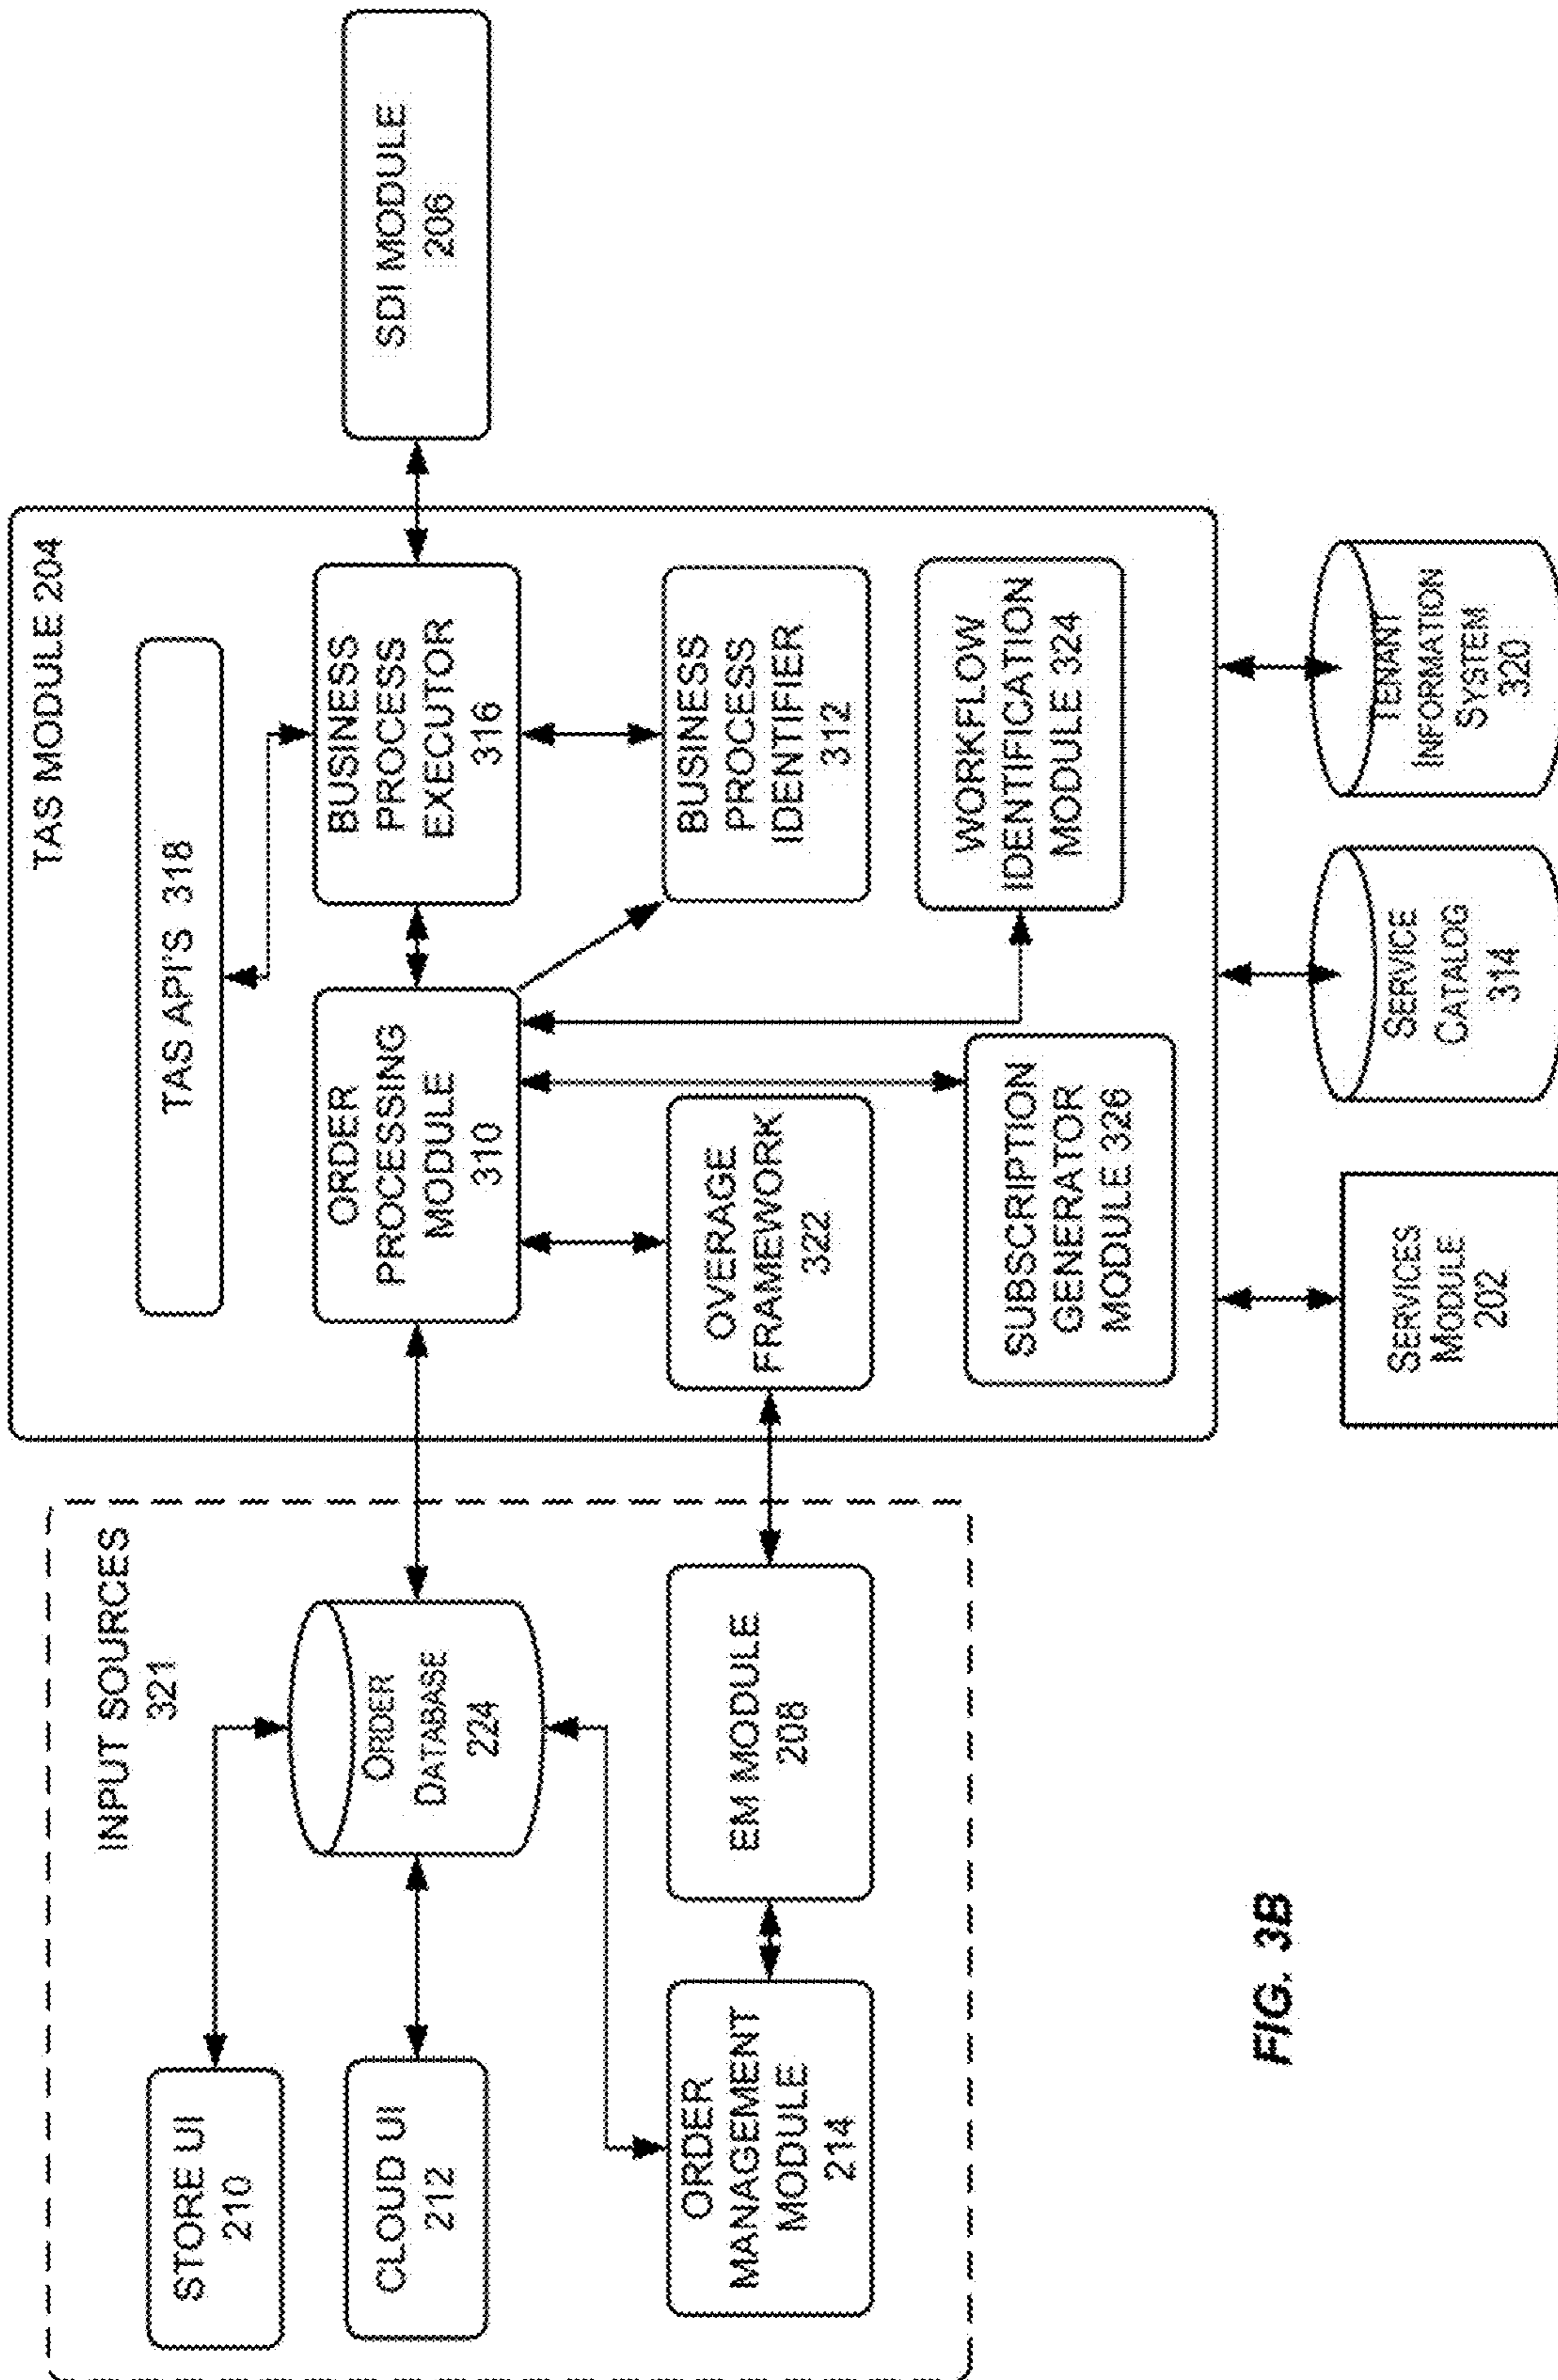 INPUT SOURCES
321
STORE UI
210
CLOUD UI
212
ORDER
MANAGEMENT
MODULE
214
ORDER
DATABASE
224
EM MODULE
208
TAS MODULE 204
TAS API'S 318
ORDER
PROCESSING
MODULE
310
BUSINESS
PROCESS
EXECUTOR
316
OVERAGE
FRAMEWORK
322
BUSINESS
PROCESS
IDENTIFIER
312
SUBSCRIPTION
GENERATOR
MODULE 326
WORKFLOW
IDENTIFICATION
MODULE 324
SDI MODULE
206
SERVICES
MODULE
202
SERVICE
CATALOG
314
TENANT
INFORMATION
SYSTEM
320
FIG. 3B